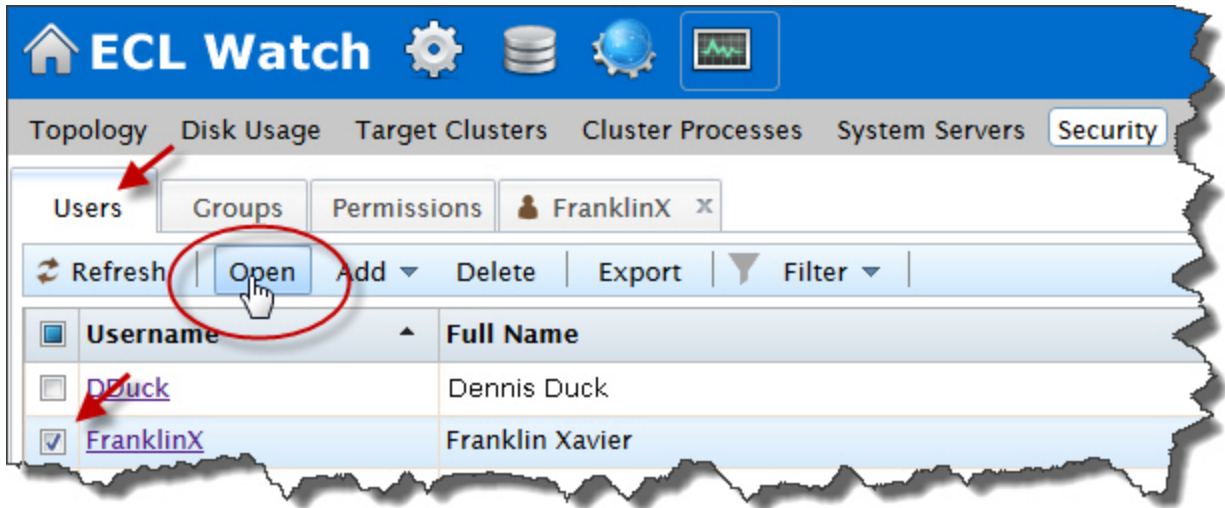 ECL Watch
Topology Disk Usage Target Clusters Cluster Processes System Servers Security
Users Groups Permissions FranklinX x
Refresh Open Add Delete Export Filter
Username Full Name
DDuck Dennis Duck
FranklinX Franklin Xavier